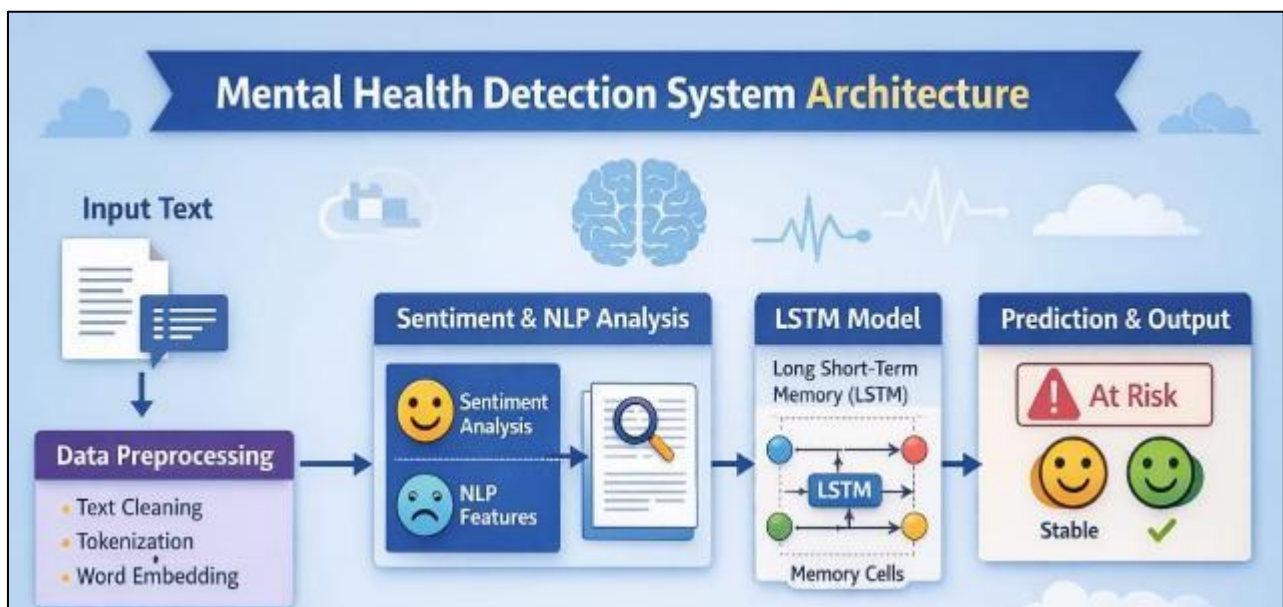 Mental Health Detection System Architecture
Input Text
Data Preprocessing
• Text Cleaning
• Tokenization
• Word Embedding
Sentiment & NLP Analysis
Sentiment
Analysis
NLP
Features
LSTM Model
Long Short-Term
Memory (LSTM)
LSTM
Memory Cells
Prediction & Output
At Risk
Stable